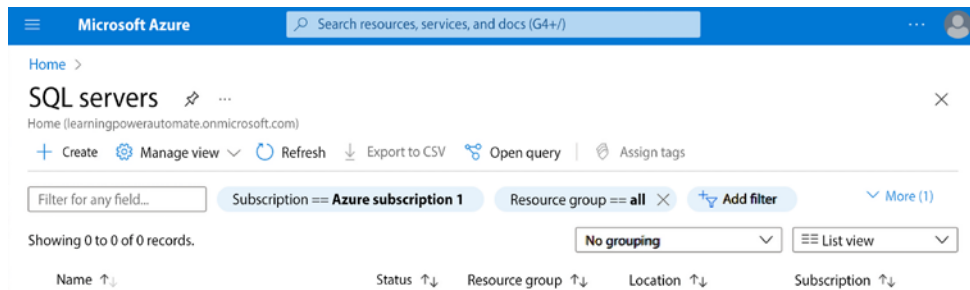 Microsoft Azure Search resources, services, and docs (G+/) ...
Home >
SQL servers ...
Home (learningpowerautomate.onmicrosoft.com)
+ Create Manage view Refresh Export to CSV Open query Assign tags
Filter for any field... Subscription == Azure subscription 1 Resource group == all Add filter More (1)
Showing 0 to 0 of 0 records. No grouping List view
Name Status Resource group Location Subscription